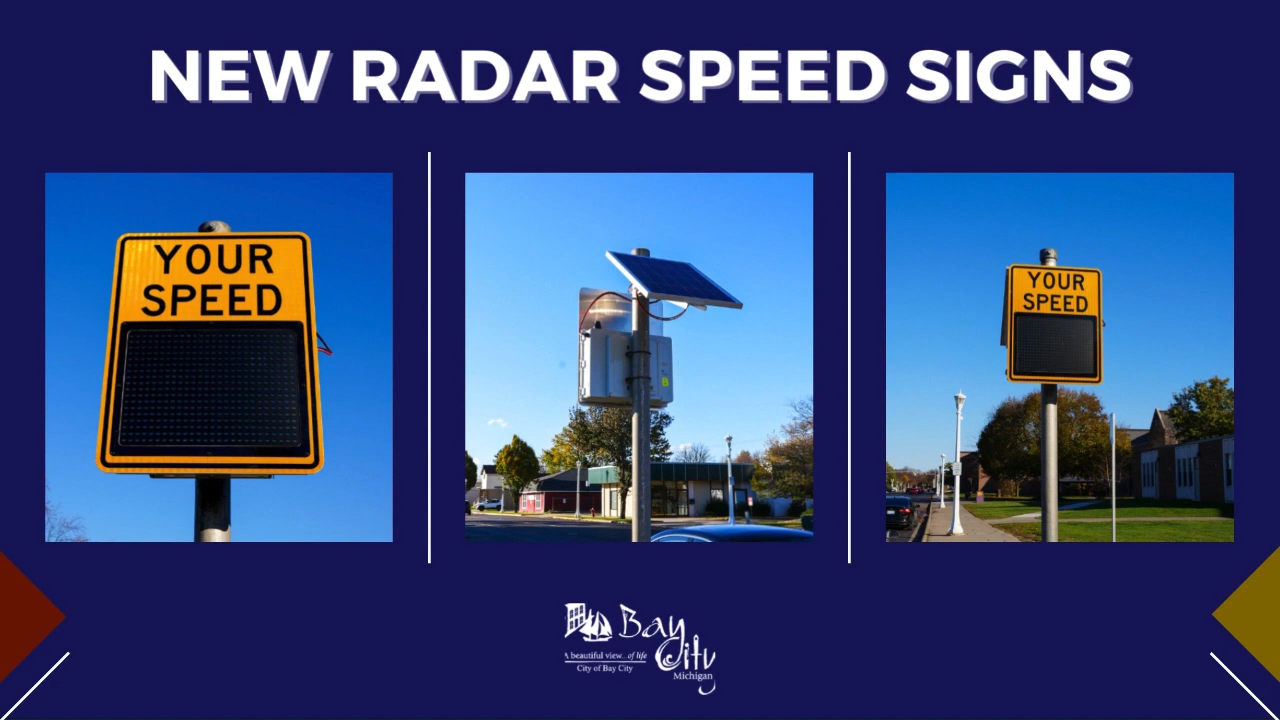 NEW RADAR SPEED SIGNS
YOUR
SPEED
B
YOUR
SPEED
Bay
City
A beautiful view...of life
City of Bay City
Michigan